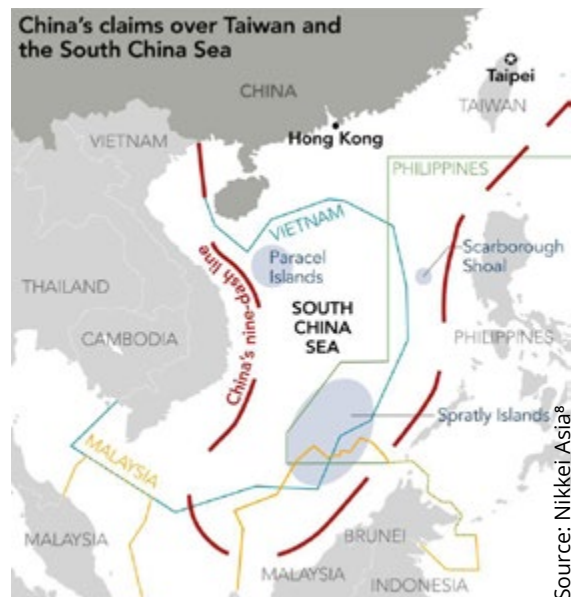 China's claims over Taiwan and
the South China Sea
Taipei
CHINA
TAIWAN
Hong Kong
VIETNAM
PHILIPPINES
VIETNAM
Paracel
Islands
Scarborough
Shoal
China's nine-dash line
THAILAND
SOUTH
CHINA
SEA
CAMBODIA
PHILIPPINES
Spratly Islands
MALAYSIA
MALAYSIA
BRUNEI
MALAYSIA
INDONESIA
Source: Nikkei Asia⁸